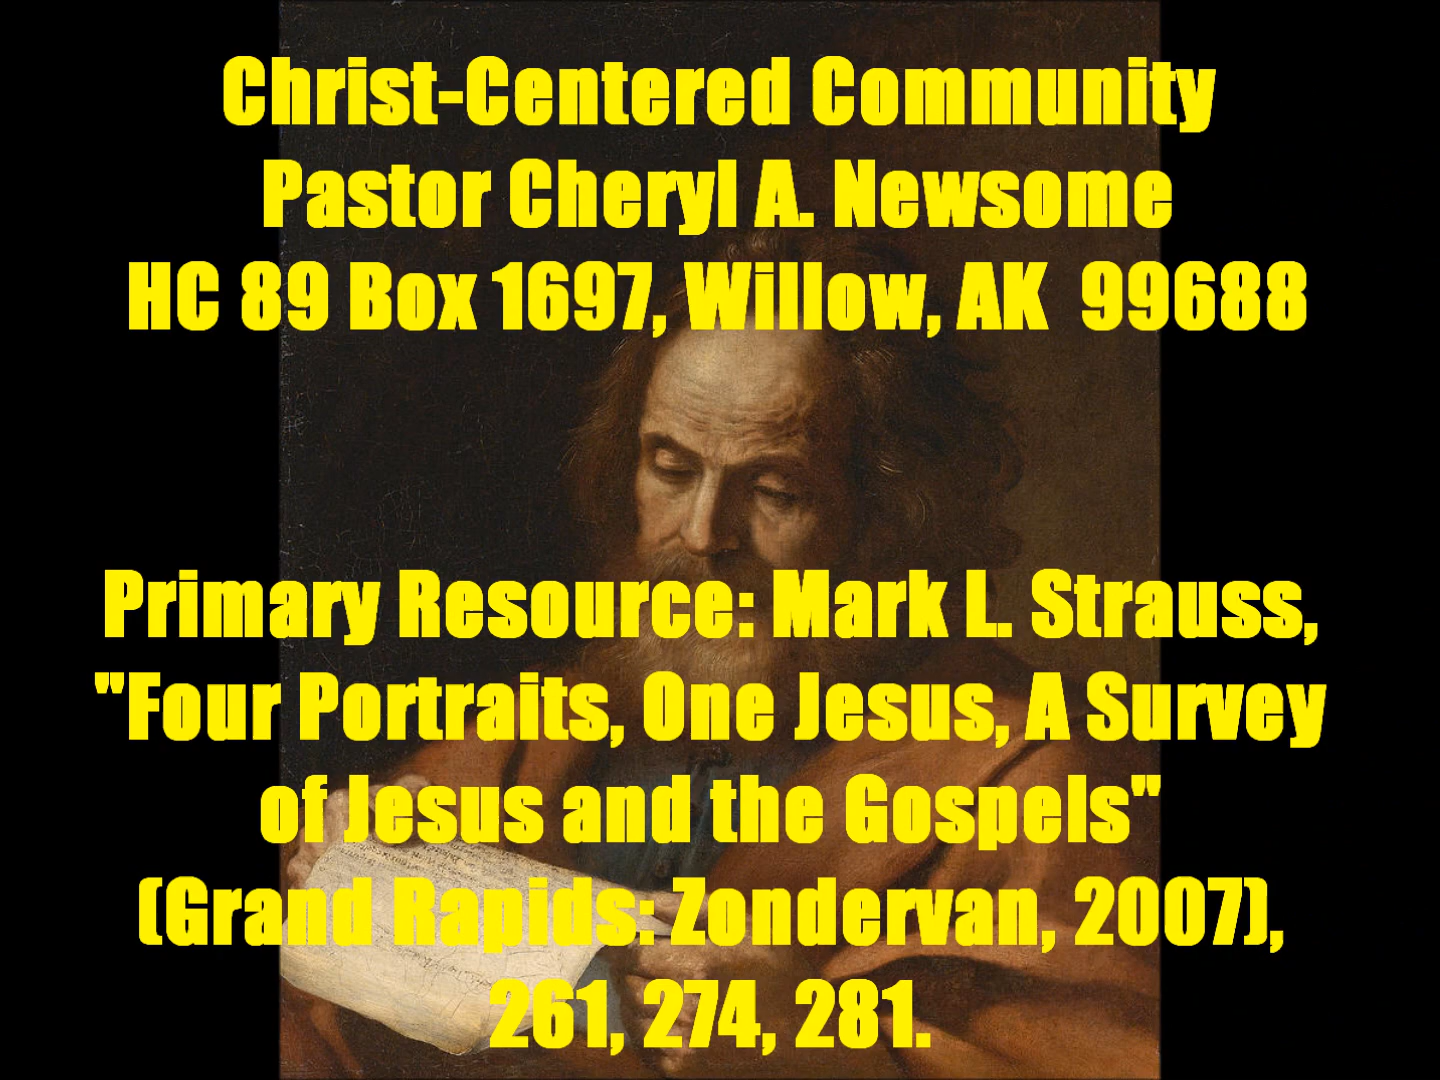 Christ-Centered Community
Pastor Cheryl A. Newsome
HC 89 Box 1697, Willow, AK  99688
Primary Resource: Mark L. Strauss,
"Four Portraits, One Jesus, A Survey
of Jesus and the Gospels"
(Grand Rapids: Zondervan, 2007),
261, 274, 281.